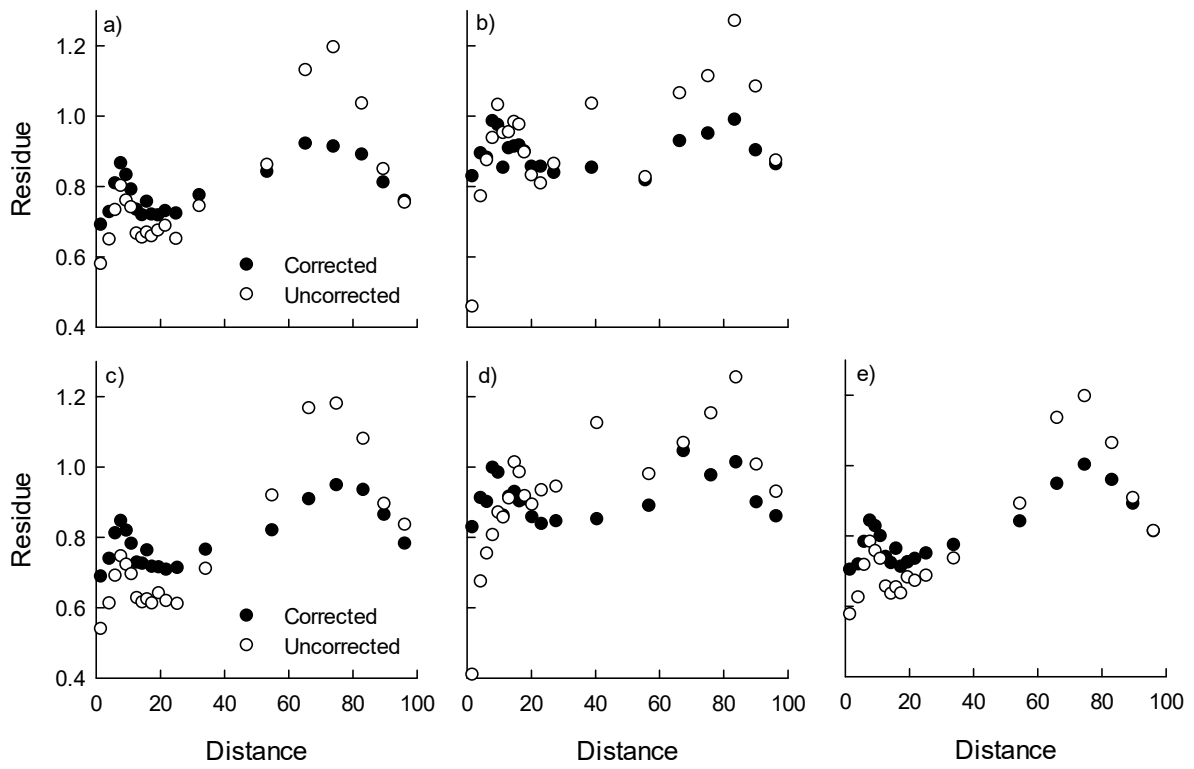 a)
b)
1.2
1.0
0.8
0.6
0.4
Residue
Corrected
Uncorrected
c)
d)
e)
1.2
1.0
0.8
0.6
0.4
Residue
Corrected
Uncorrected
0 20 40 60 80 100
0 20 40 60 80 100
0 20 40 60 80 100
Distance
Distance
Distance